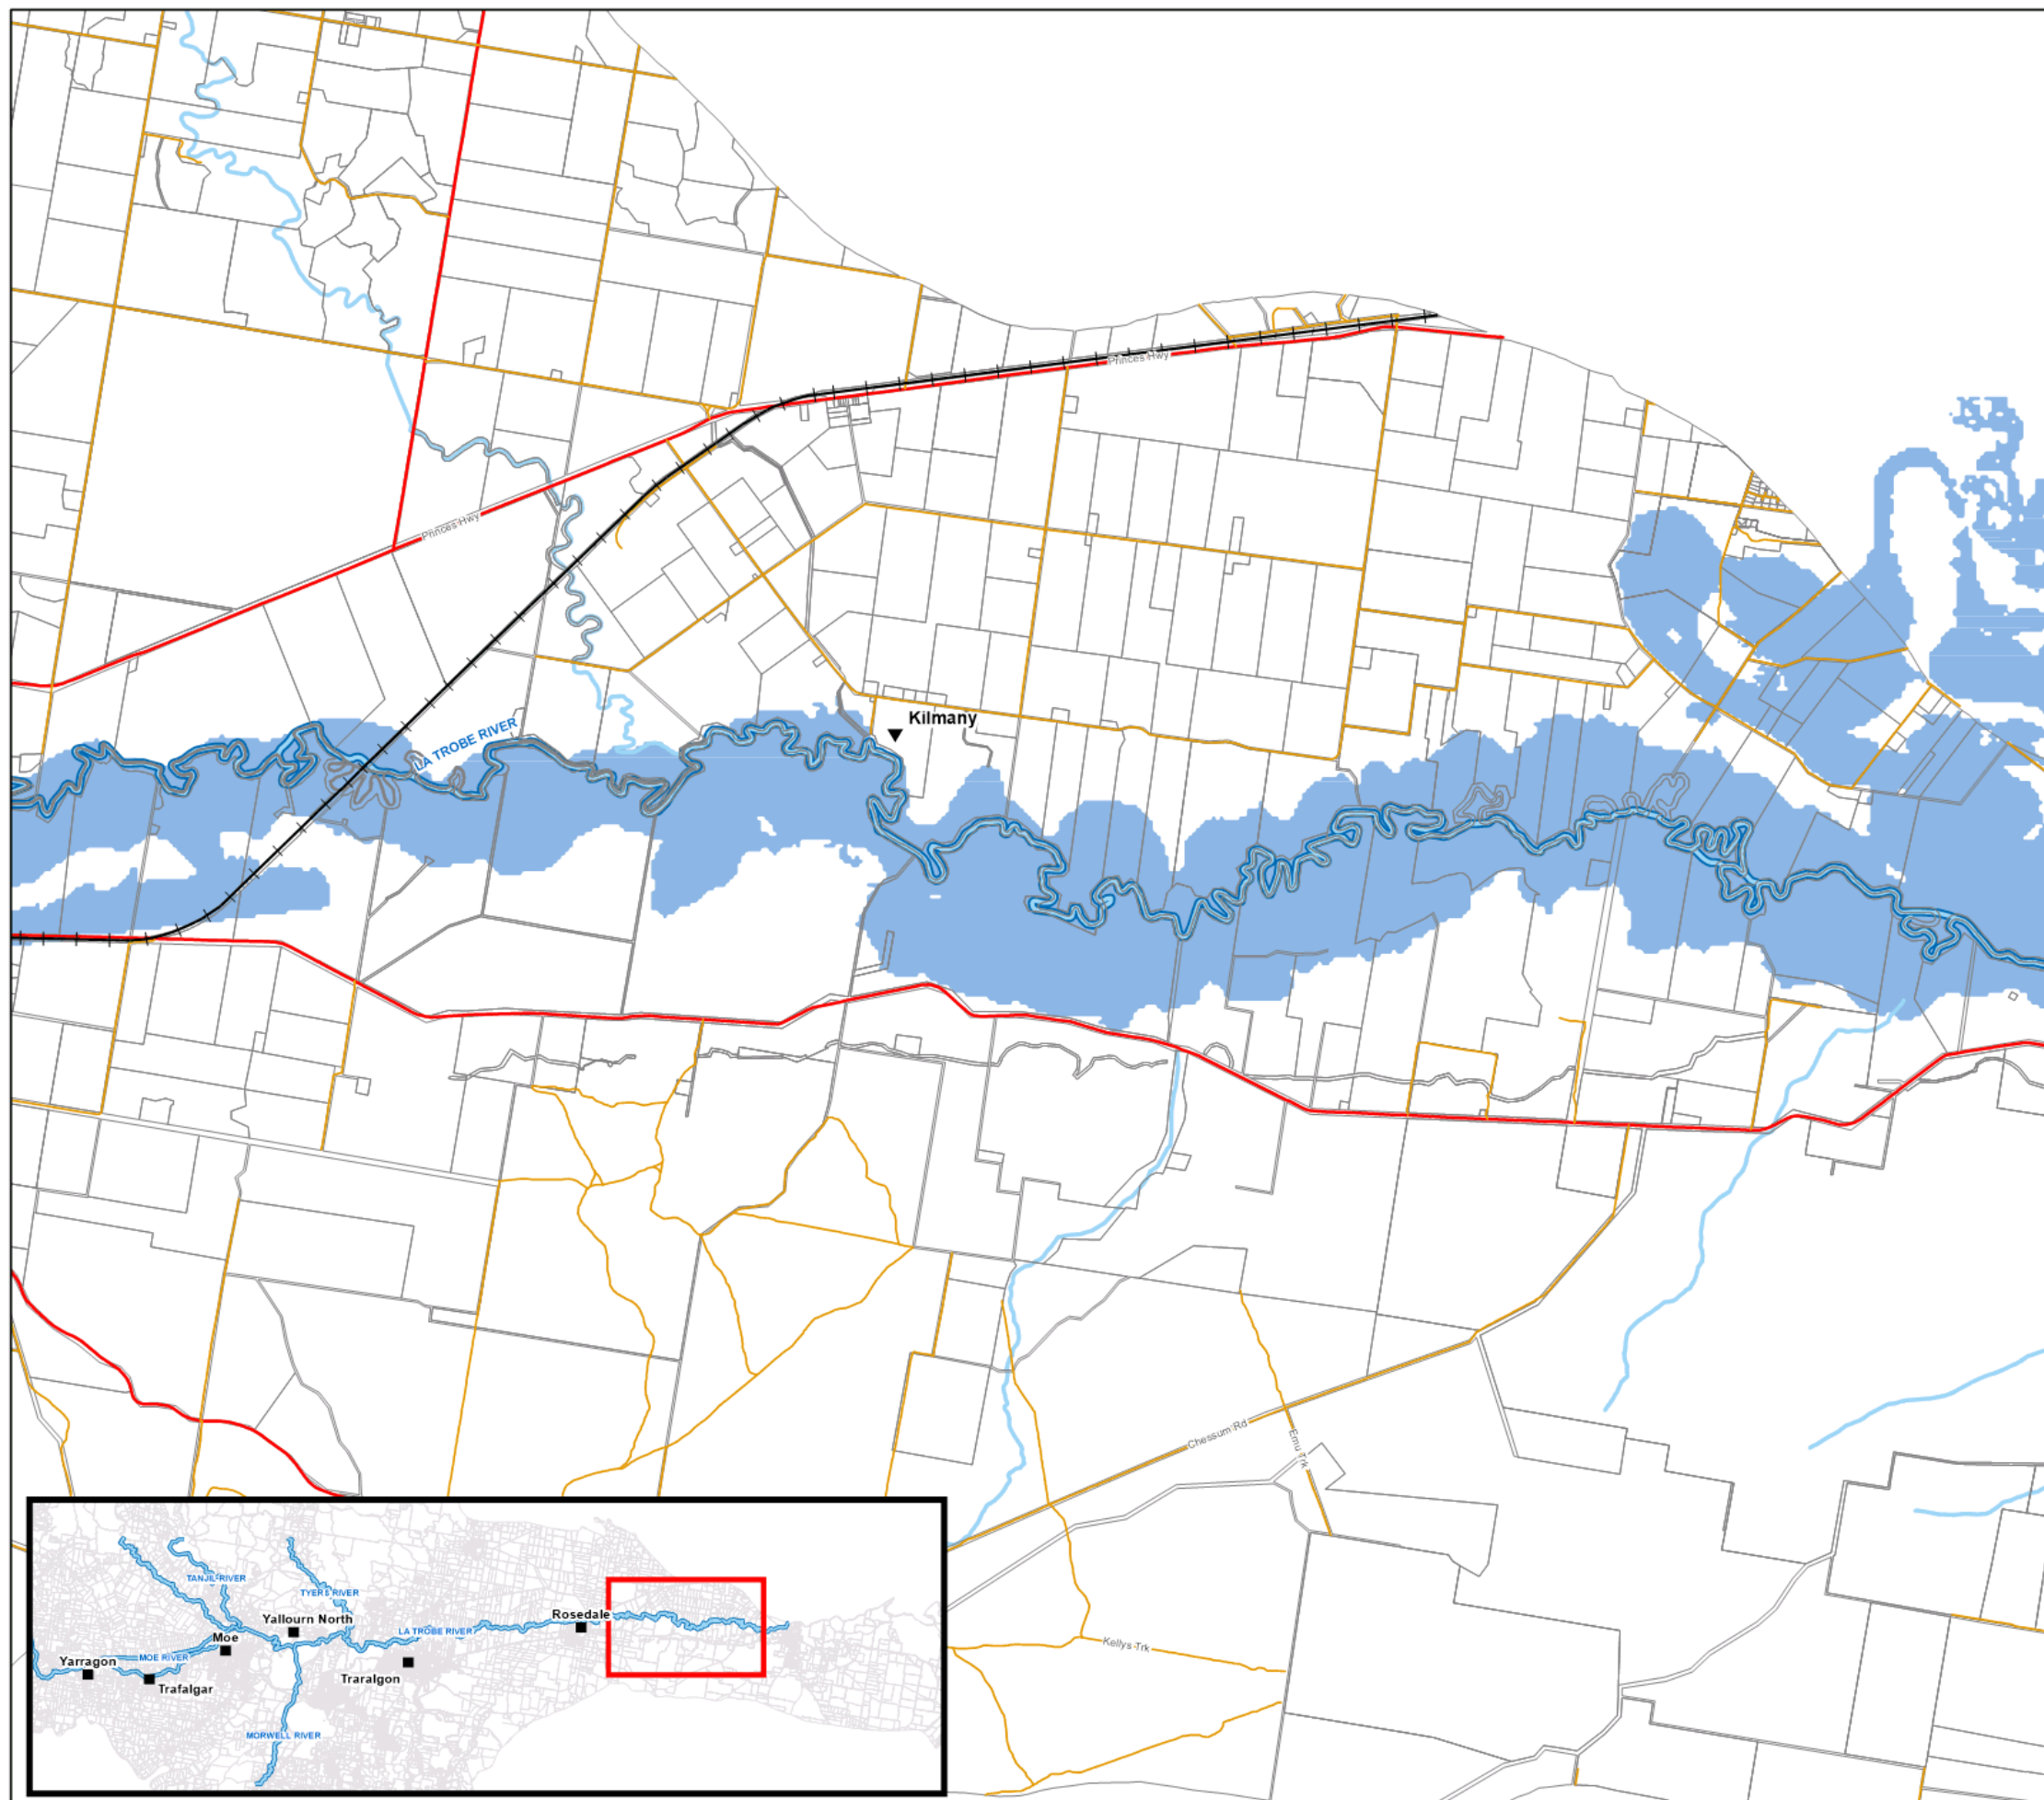 Princes Hwy
Princes Hwy
Kilmany
LA TROBE RIVER
Chessum Rd
Emu Trk
Kellys Trk
TANJIL RIVER
TYERS RIVER
Yallourn North
Rosedale
LA TROBE RIVER
Moe
MOE RIVER
Yarragon
Traralgon
Trafalgar
MORWELL RIVER